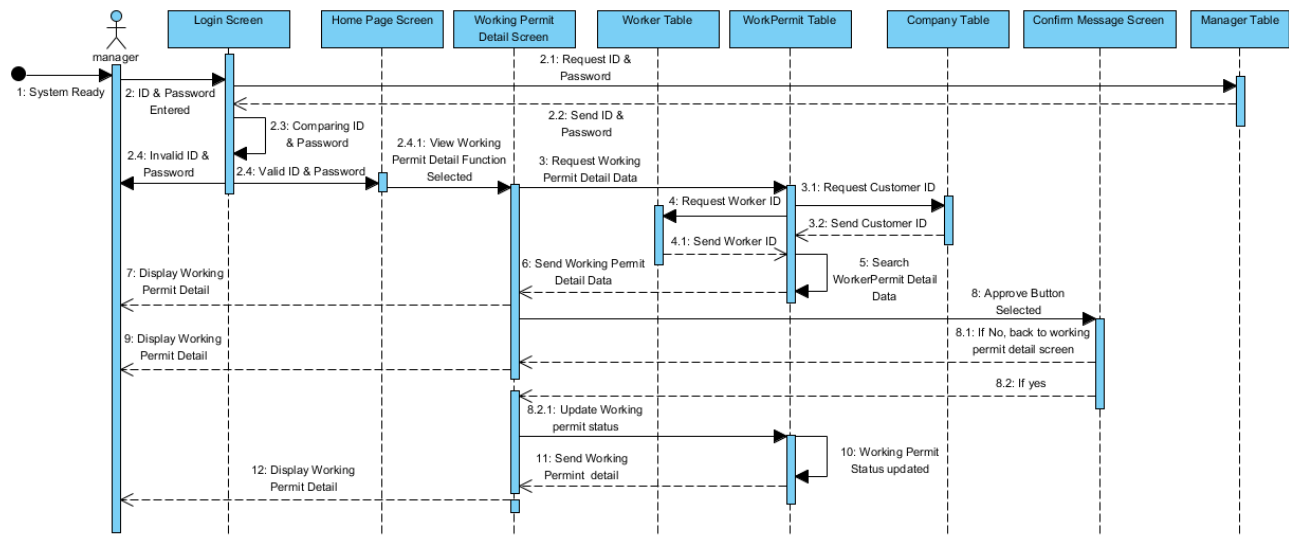 Login Screen
Home Page Screen
Working Permit
Detail Screen
Worker Table
WorkPermit Table
Company Table
Confirm Message Screen
Manager Table
manager
1: System Ready
2: ID & Password
Entered
2.1: Request ID &
Password
2.2: Send ID &
Password
2.3: Comparing ID
& Password
2.4: Invalid ID &
Password
2.4: Valid ID & Password
2.4.1: View Working
Permit Detail Function
Selected
3: Request Working
Permit Detail Data
3.1: Request Customer ID
4: Request Worker ID
3.2: Send Customer ID
4.1: Send Worker ID
5: Search
WorkerPermit Detail
Data
6: Send Working Permit
Detail Data
7: Display Working
Permit Detail
8: Approve Button
Selected
8.1: If No, back to working
permit detail screen
9: Display Working
Permit Detail
8.2: If yes
8.2.1: Update Working
permit status
10: Working Permit
Status updated
11: Send Working
Permint detail
12: Display Working
Permit Detail